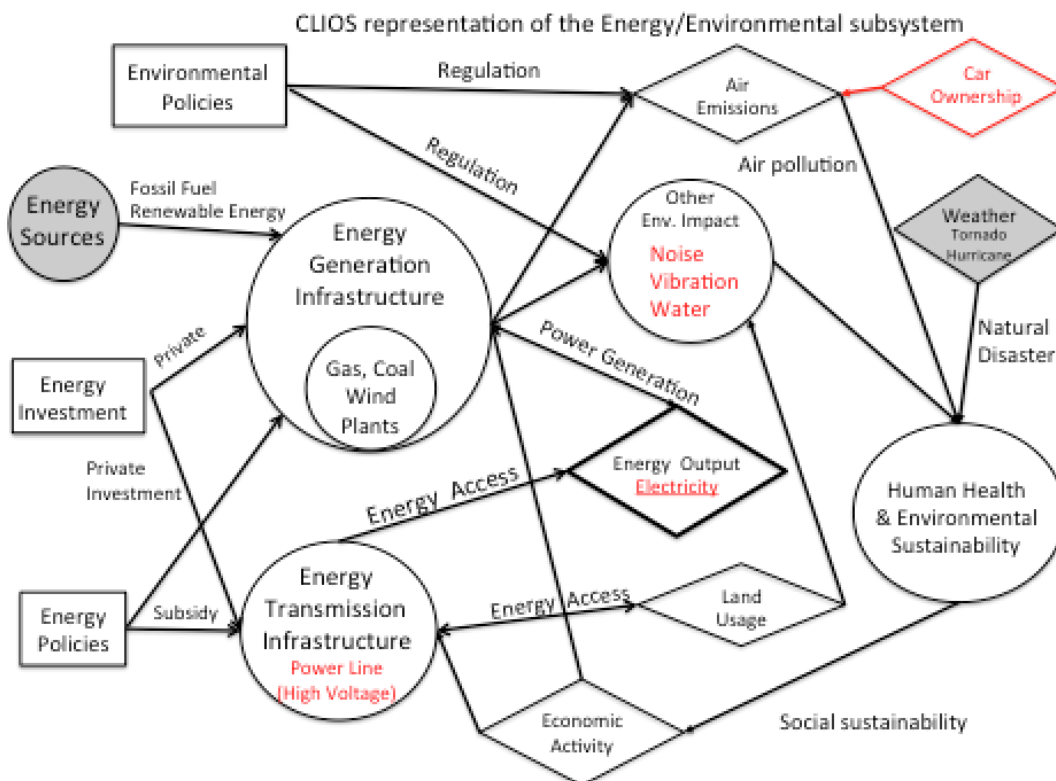 CLIOS representation of the Energy/Environmental subsystem
Environmental
Policies
Regulation
Air
Emissions
Car
Ownership
Regulation
Air pollution
Energy
Sources
Fossil Fuel
Renewable Energy
Energy
Generation
Infrastructure
Gas, Coal
Wind
Plants
Other
Env. Impact
Noise
Vibration
Water
Weather
Tornado
Hurricane
Natural
Disaster
Private
Power Generation
Energy
Investment
Private
Investment
Energy Access
Energy Output
Electricity
Human Health
& Environmental
Sustainability
Energy
Policies
Subsidy
Energy
Transmission
Infrastructure
Power Line
(High Voltage)
Energy Access
Land
Usage
Economic
Activity
Social sustainability